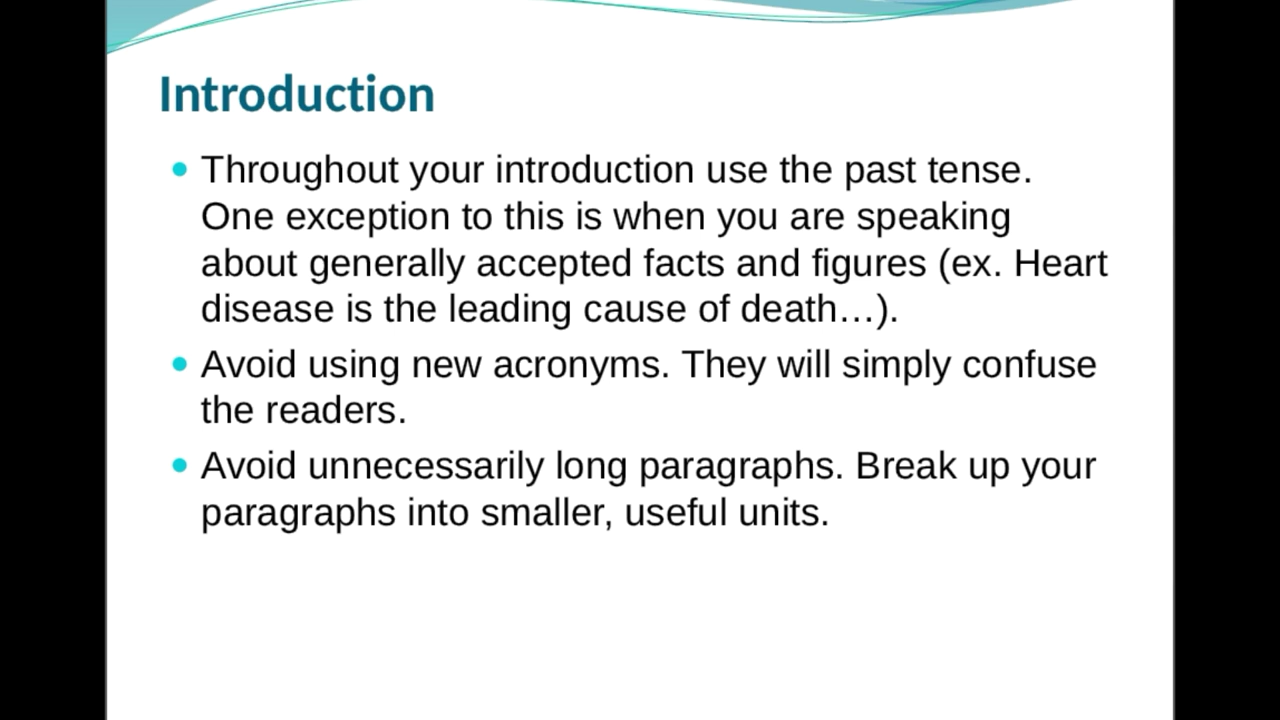 Introduction
Throughout your introduction use the past tense.
One exception to this is when you are speaking
about generally accepted facts and figures (ex. Heart
disease is the leading cause of death…).
Avoid using new acronyms. They will simply confuse
the readers.
Avoid unnecessarily long paragraphs. Break up your
paragraphs into smaller, useful units.